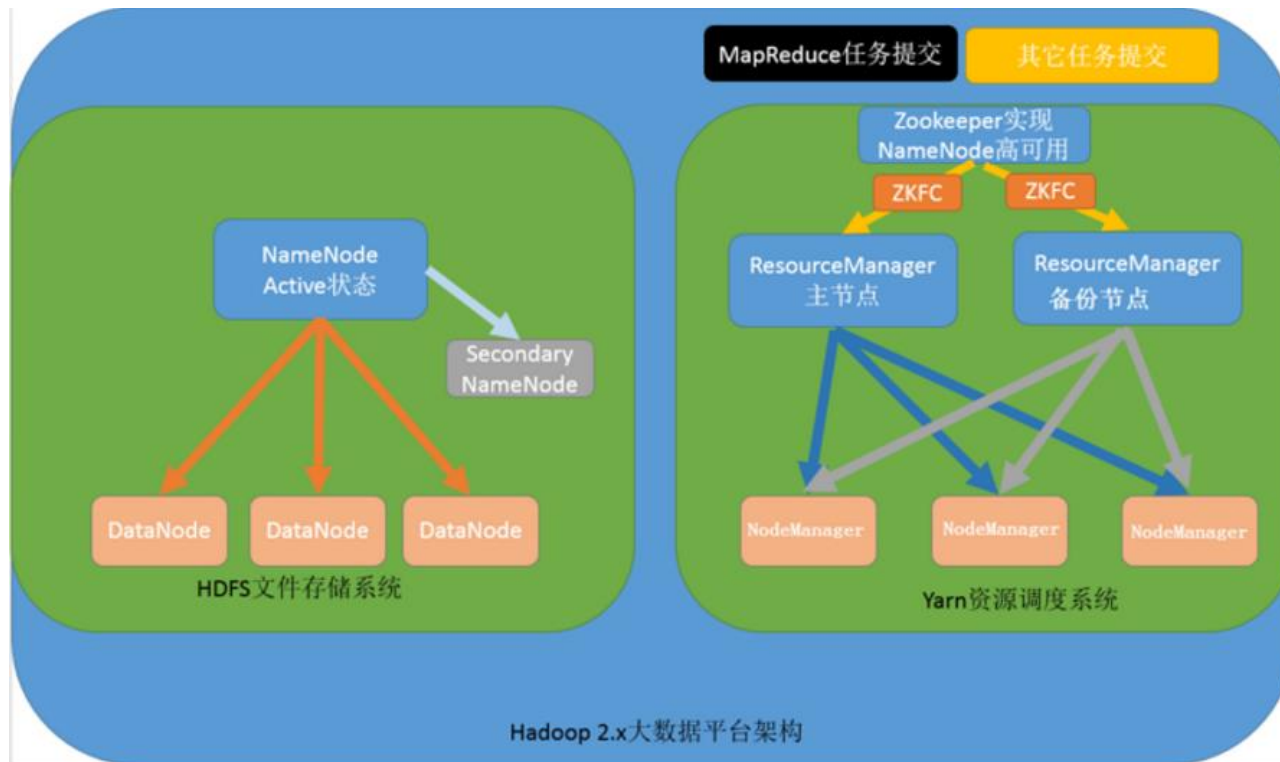 MapReduce任务提交
其它任务提交
Zookeeper实现
NameNode高可用
ZKFC
ZKFC
NameNode
Active状态
ResourceManager
主节点
ResourceManager
备份节点
Secondary
NameNode
DataNode
DataNode
DataNode
NodeManager
NodeManager
NodeManager
HDFS文件存储系统
Yarn资源调度系统
Hadoop 2.x大数据平台架构